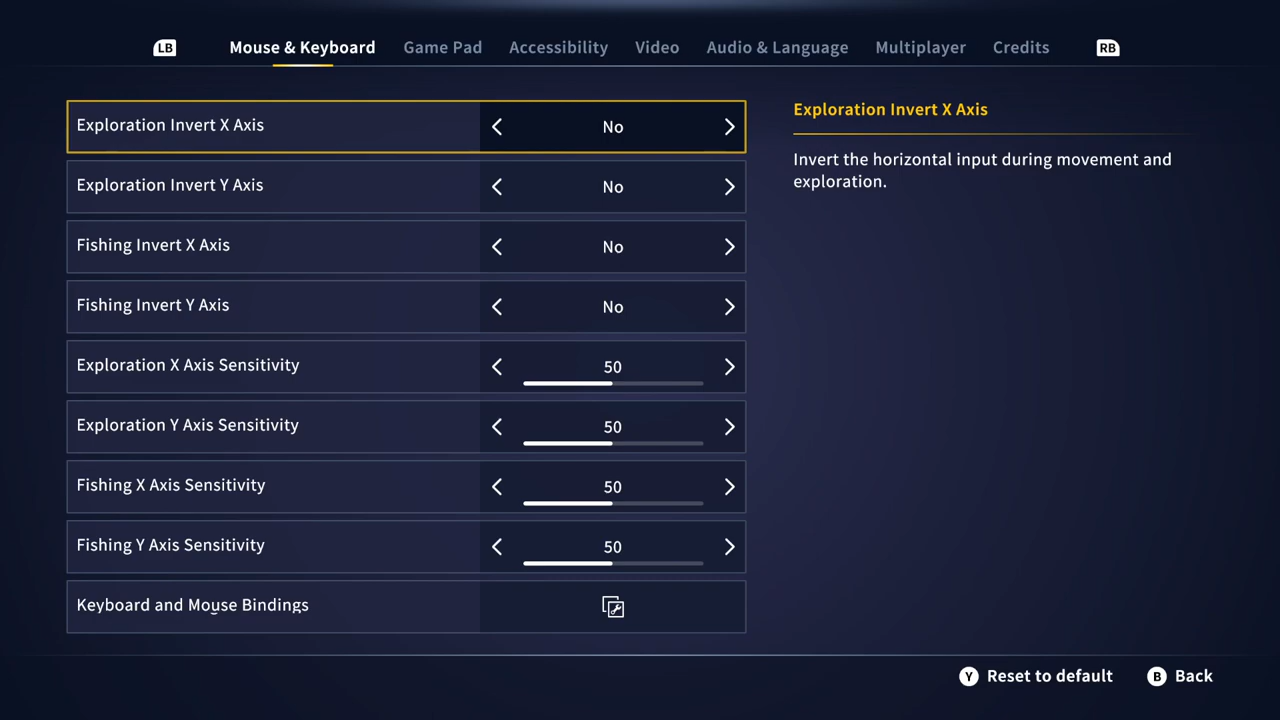 LB Mouse & Keyboard Game Pad Accessibility Video Audio & Language Multiplayer Credits RB
Exploration Invert X Axis No
Exploration Invert Y Axis No
Fishing Invert X Axis No
Fishing Invert Y Axis No
Exploration X Axis Sensitivity 50
Exploration Y Axis Sensitivity 50
Fishing X Axis Sensitivity 50
Fishing Y Axis Sensitivity 50
Keyboard and Mouse Bindings
Exploration Invert X Axis
Invert the horizontal input during movement and
exploration.
Y Reset to default B Back